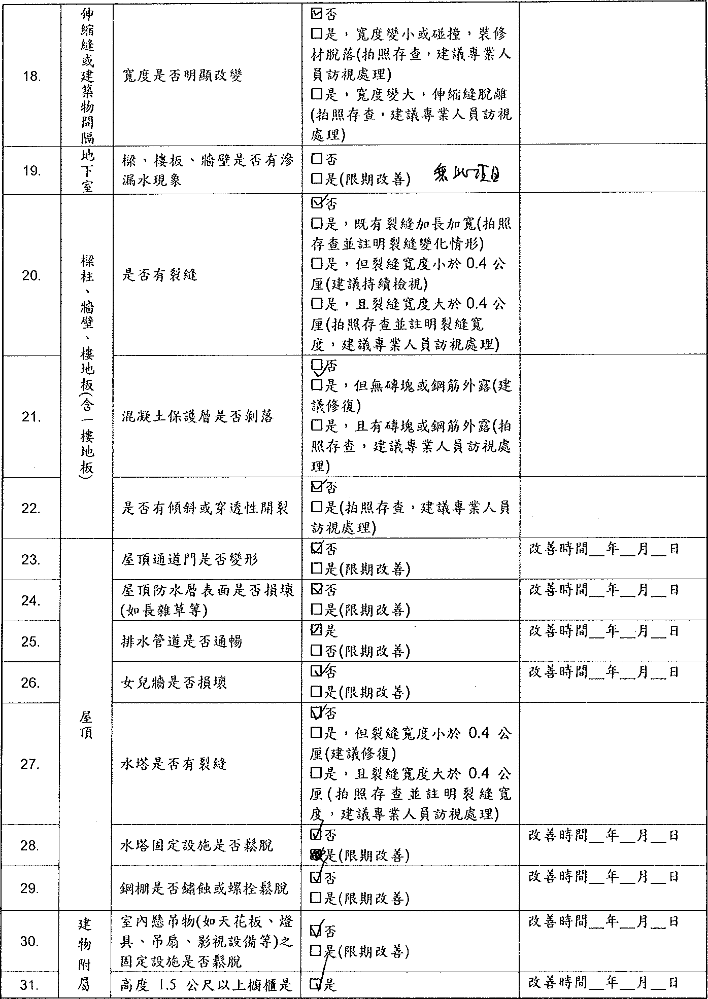 18.
伸縮縫或建築物間隔
寬度是否明顯改變
☑否
□是，寬度變小或碰撞，裝修
材脫落(拍照存查，建議專業人
員訪視處理)
□是，寬度變大，伸縮縫脫離
(拍照存查，建議專業人員訪視
處理)
19.
地下室
樑、樓板、牆壁是否有滲
漏水現象
□否
□是(限期改善) 無此項目
20.
樑柱、牆壁、樓地板(含一樓地板)
是否有裂縫
☑否
□是，既有裂縫加長加寬(拍照
存查並註明裂縫變化情形)
□是，但裂縫寬度小於 0.4 公
厘(建議持續檢視)
□是，且裂縫寬度大於 0.4 公
厘(拍照存查並註明裂縫寬
度，建議專業人員訪視處理)
21.
混凝土保護層是否剝落
☑否
□是，但無磚塊或鋼筋外露(建
議修復)
□是，且有磚塊或鋼筋外露(拍
照存查，建議專業人員訪視處
理)
22.
是否有傾斜或穿透性開裂
☑否
□是(拍照存查，建議專業人員
訪視處理)
23.
屋頂
屋頂通道門是否變形
☑否
□是(限期改善)
改善時間__年__月__日
24.
屋頂防水層表面是否損壞
(如長雜草等)
☑否
□是(限期改善)
改善時間__年__月__日
25.
排水管道是否通暢
☑是
□否(限期改善)
改善時間__年__月__日
26.
女兒牆是否損壞
☑否
□是(限期改善)
改善時間__年__月__日
27.
水塔是否有裂縫
☑否
□是，但裂縫寬度小於 0.4 公
厘(建議修復)
□是，且裂縫寬度大於 0.4 公
厘(拍照存查並註明裂縫寬
度，建議專業人員訪視處理)
28.
水塔固定設施是否鬆脫
☑否
■是(限期改善)
改善時間__年__月__日
29.
鋼棚是否鏽蝕或螺栓鬆脫
☑否
□是(限期改善)
改善時間__年__月__日
30.
建物附屬
室內懸吊物(如天花板、燈
具、吊扇、影視設備等)之
固定設施是否鬆脫
☑否
□是(限期改善)
改善時間__年__月__日
31.
高度 1.5 公尺以上櫥櫃是
☑是
改善時間__年__月__日